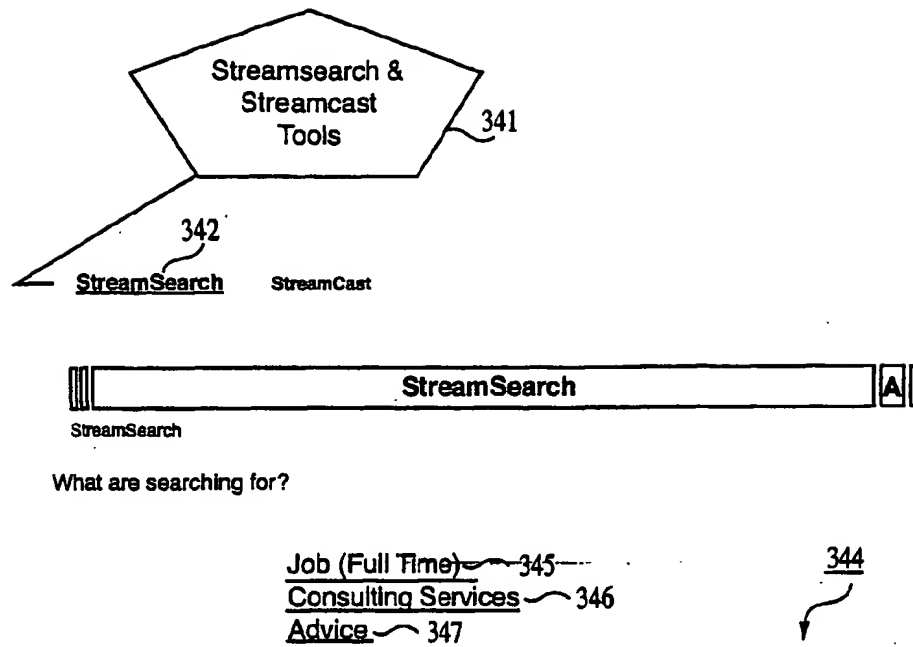 Streamsearch &
Streamcast
Tools
341
342
StreamSearch StreamCast
StreamSearch A
StreamSearch
What are searching for?
Job (Full Time) 345 344
Consulting Services 346
Advice 347